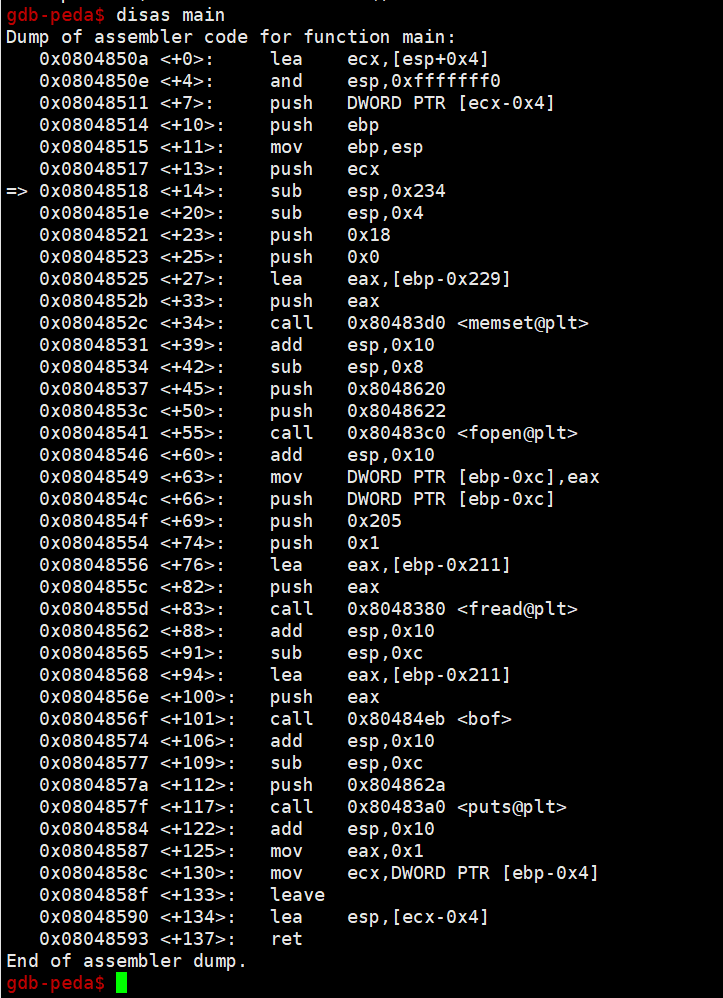 gdb-peda$ disas main
Dump of assembler code for function main:
   0x0804850a <+0>:     lea    ecx,[esp+0x4]
   0x0804850e <+4>:     and    esp,0xfffffff0
   0x08048511 <+7>:     push   DWORD PTR [ecx-0x4]
   0x08048514 <+10>:    push   ebp
   0x08048515 <+11>:    mov    ebp,esp
   0x08048517 <+13>:    push   ecx
=> 0x08048518 <+14>:    sub    esp,0x234
   0x0804851e <+20>:    sub    esp,0x4
   0x08048521 <+23>:    push   0x18
   0x08048523 <+25>:    push   0x0
   0x08048525 <+27>:    lea    eax,[ebp-0x229]
   0x0804852b <+33>:    push   eax
   0x0804852c <+34>:    call   0x80483d0 <memset@plt>
   0x08048531 <+39>:    add    esp,0x10
   0x08048534 <+42>:    sub    esp,0x8
   0x08048537 <+45>:    push   0x8048620
   0x0804853c <+50>:    push   0x8048622
   0x08048541 <+55>:    call   0x80483c0 <fopen@plt>
   0x08048546 <+60>:    add    esp,0x10
   0x08048549 <+63>:    mov    DWORD PTR [ebp-0xc],eax
   0x0804854c <+66>:    push   DWORD PTR [ebp-0xc]
   0x0804854f <+69>:    push   0x205
   0x08048554 <+74>:    push   0x1
   0x08048556 <+76>:    lea    eax,[ebp-0x211]
   0x0804855c <+82>:    push   eax
   0x0804855d <+83>:    call   0x8048380 <fread@plt>
   0x08048562 <+88>:    add    esp,0x10
   0x08048565 <+91>:    sub    esp,0xc
   0x08048568 <+94>:    lea    eax,[ebp-0x211]
   0x0804856e <+100>:   push   eax
   0x0804856f <+101>:   call   0x80484eb <bof>
   0x08048574 <+106>:   add    esp,0x10
   0x08048577 <+109>:   sub    esp,0xc
   0x0804857a <+112>:   push   0x804862a
   0x0804857f <+117>:   call   0x80483a0 <puts@plt>
   0x08048584 <+122>:   add    esp,0x10
   0x08048587 <+125>:   mov    eax,0x1
   0x0804858c <+130>:   mov    ecx,DWORD PTR [ebp-0x4]
   0x0804858f <+133>:   leave
   0x08048590 <+134>:   lea    esp,[ecx-0x4]
   0x08048593 <+137>:   ret
End of assembler dump.
gdb-peda$